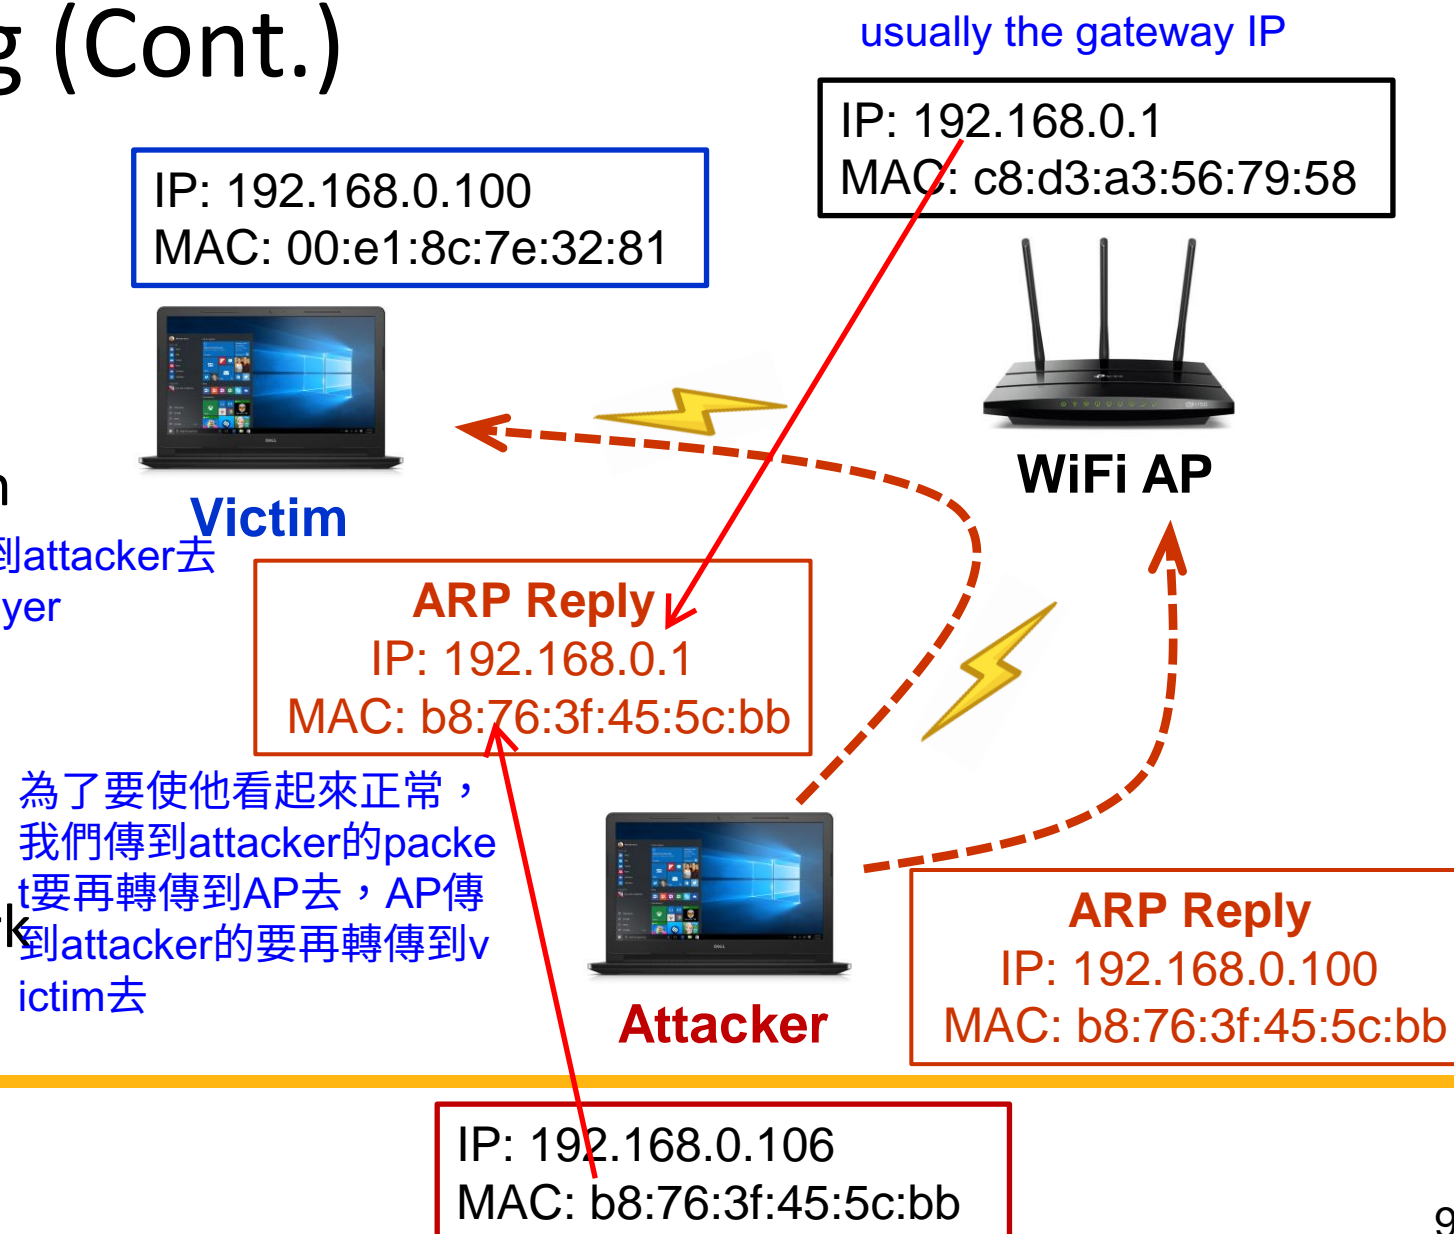 g (Cont.)
usually the gateway IP
IP: 192.168.0.1
MAC: c8:d3:a3:56:79:58
IP: 192.168.0.100
MAC: 00:e1:8c:7e:32:81
WiFi AP
Victim
到attacker去
yer
ARP Reply
IP: 192.168.0.1
MAC: b8:76:3f:45:5c:bb
為了要使他看起來正常，
我們傳到attacker的packe
t要再轉傳到AP去，AP傳
到attacker的要再轉傳到v
ictim去
k
Attacker
ARP Reply
IP: 192.168.0.100
MAC: b8:76:3f:45:5c:bb
IP: 192.168.0.106
MAC: b8:76:3f:45:5c:bb
9